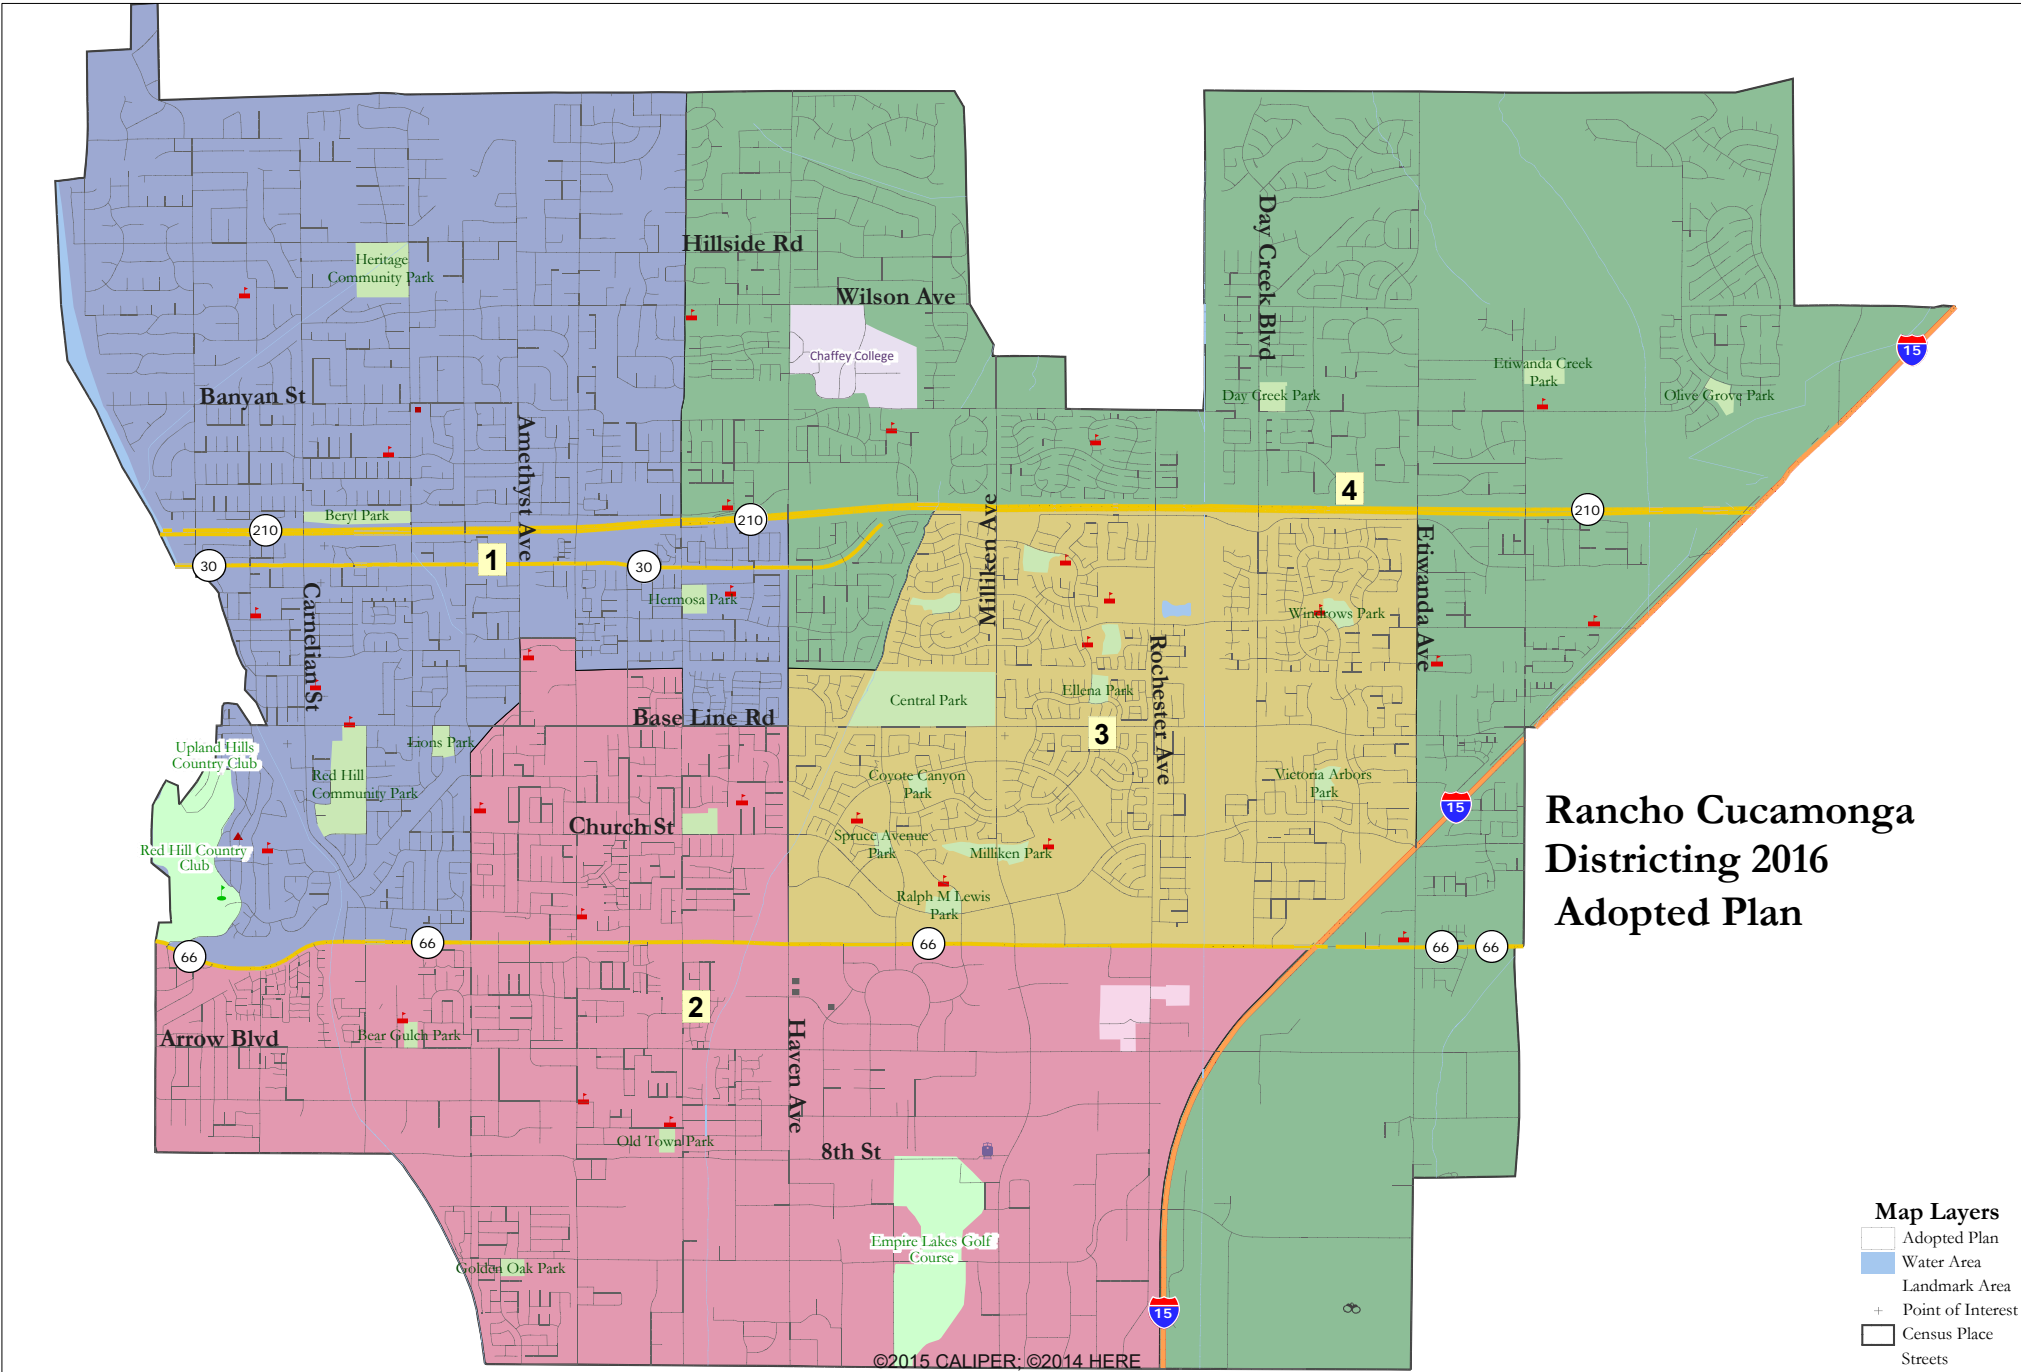 Hillside Rd
Day Creek Blvd
Heritage
Community Park
Wilson Ave
Chaffey College
15
Etiwanda Creek
Park
Banyan St
Day Creek Park
Olive Grove Park
Amethyst Ave
4
Milliken Ave
Beryl Park
210
210
210
Etiwanda Ave
1
30
30
Carnelian St
Hermosa Park
Windrows Park
Rochester Ave
Ellena Park
Central Park
Base Line Rd
3
Lions Park
Upland Hills
Country Club
Red Hill
Community Park
Coyote Canyon
Park
Victoria Arbors
Park
15
Rancho Cucamonga
Districting 2016
Adopted Plan
Church St
Spruce Avenue
Park
Milliken Park
Red Hill Country
Club
Ralph M Lewis
Park
66
66
66
66
66
2
Arrow Blvd
Bear Gulch Park
Haven Ave
Old Town Park
8th St
Empire Lakes Golf
Course
Golden Oak Park
15
Map Layers
Adopted Plan
Water Area
Landmark Area
Point of Interest
Census Place
Streets
©2015 CALIPER; ©2014 HERE